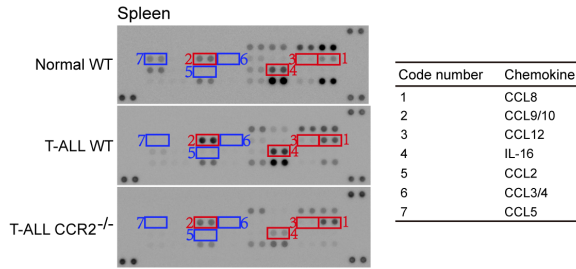 Spleen
Normal WT
7 2 6 3 1
5 4
T-ALL WT
7 2 6 3 1
5 4
T-ALL CCR2-/-
7 2 6 3 1
5 4
Code number Chemokine
1 CCL8
2 CCL9/10
3 CCL12
4 IL-16
5 CCL2
6 CCL3/4
7 CCL5